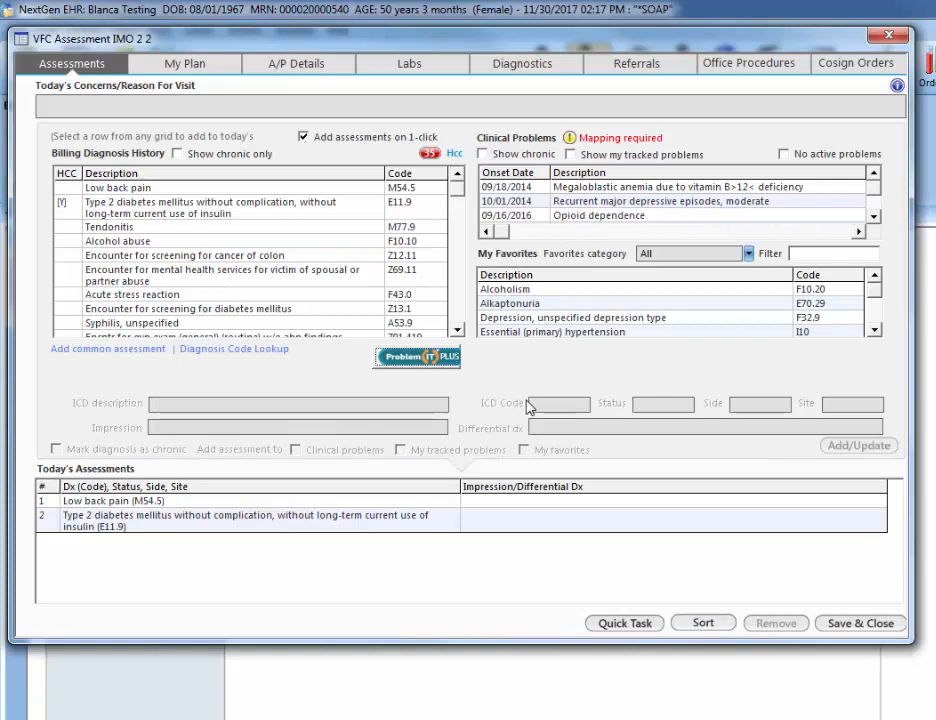 NextGen EHR: Blanca Testing DOB: 08/01/1967 MRN: 000020000540 AGE: 50 years 3 months (Female) - 11/30/2017 02:17 PM : "*SOAP"
VFC Assessment IMO 2 2
Assessments My Plan A/P Details Labs Diagnostics Referrals Office Procedures Cosign Orders
Today's Concerns/Reason For Visit
(Select a row from any grid to add to today's Add assessments on 1-click
Billing Diagnosis History Show chronic only Hcc
HCC Description Code
Low back pain M54.5
[Y] Type 2 diabetes mellitus without complication, without E11.9
long-term current use of insulin
Tendonitis M77.9
Alcohol abuse F10.10
Encounter for screening for cancer of colon Z12.11
Encounter for mental health services for victim of spousal or Z69.11
partner abuse
Acute stress reaction F43.0
Encounter for screening for diabetes mellitus Z13.1
Syphilis, unspecified A53.9
Clinical Problems Mapping required
Show chronic Show my tracked problems No active problems
Onset Date Description
09/18/2014 Megaloblastic anemia due to vitamin B>12< deficiency
10/01/2014 Recurrent major depressive episodes, moderate
09/16/2016 Opioid dependence
My Favorites Favorites category All Filter
Description Code
Alcoholism F10.20
Alkaptonuria E70.29
Depression, unspecified depression type F32.9
Essential (primary) hypertension I10
Add common assessment | Diagnosis Code Lookup
Problem IT PLUS
ICD description ICD Code Status Side Site
Impression Differential dx
Mark diagnosis as chronic Add assessment to Clinical problems My tracked problems My favorites Add/Update
Today's Assessments
# Dx (Code), Status, Side, Site Impression/Differential Dx
1 Low back pain (M54.5)
2 Type 2 diabetes mellitus without complication, without long-term current use of
insulin (E11.9)
Quick Task Sort Remove Save & Close